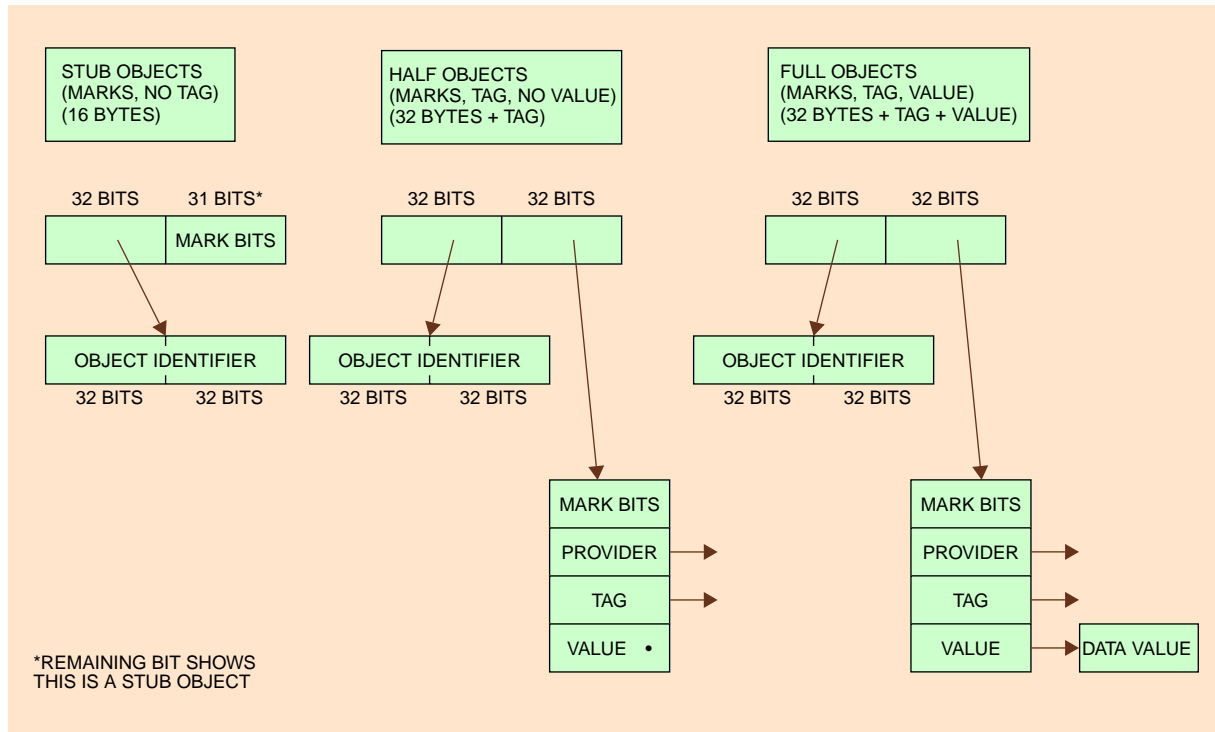 STUB OBJECTS
(MARKS, NO TAG)
(16 BYTES)
HALF OBJECTS
(MARKS, TAG, NO VALUE)
(32 BYTES + TAG)
FULL OBJECTS
(MARKS, TAG, VALUE)
(32 BYTES + TAG + VALUE)
32 BITS 31 BITS*
MARK BITS
OBJECT IDENTIFIER
32 BITS 32 BITS
32 BITS 32 BITS
OBJECT IDENTIFIER
32 BITS 32 BITS
MARK BITS
PROVIDER
TAG
VALUE •
32 BITS 32 BITS
OBJECT IDENTIFIER
32 BITS 32 BITS
MARK BITS
PROVIDER
TAG
VALUE
DATA VALUE
*REMAINING BIT SHOWS
THIS IS A STUB OBJECT